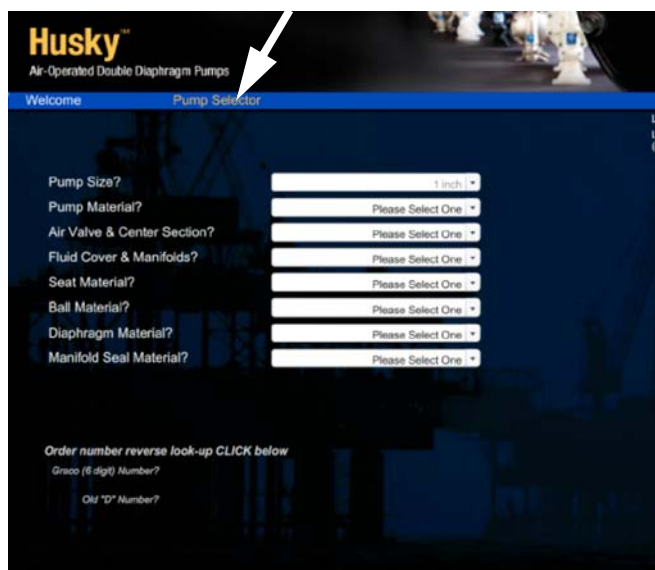 Husky™
Air-Operated Double Diaphragm Pumps
Welcome Pump Selector
Pump Size? 1 inch
Pump Material? Please Select One
Air Valve & Center Section? Please Select One
Fluid Cover & Manifolds? Please Select One
Seat Material? Please Select One
Ball Material? Please Select One
Diaphragm Material? Please Select One
Manifold Seal Material? Please Select One
Order number reverse look-up CLICK below
Graco (6 digit) Number?
Old "D" Number?